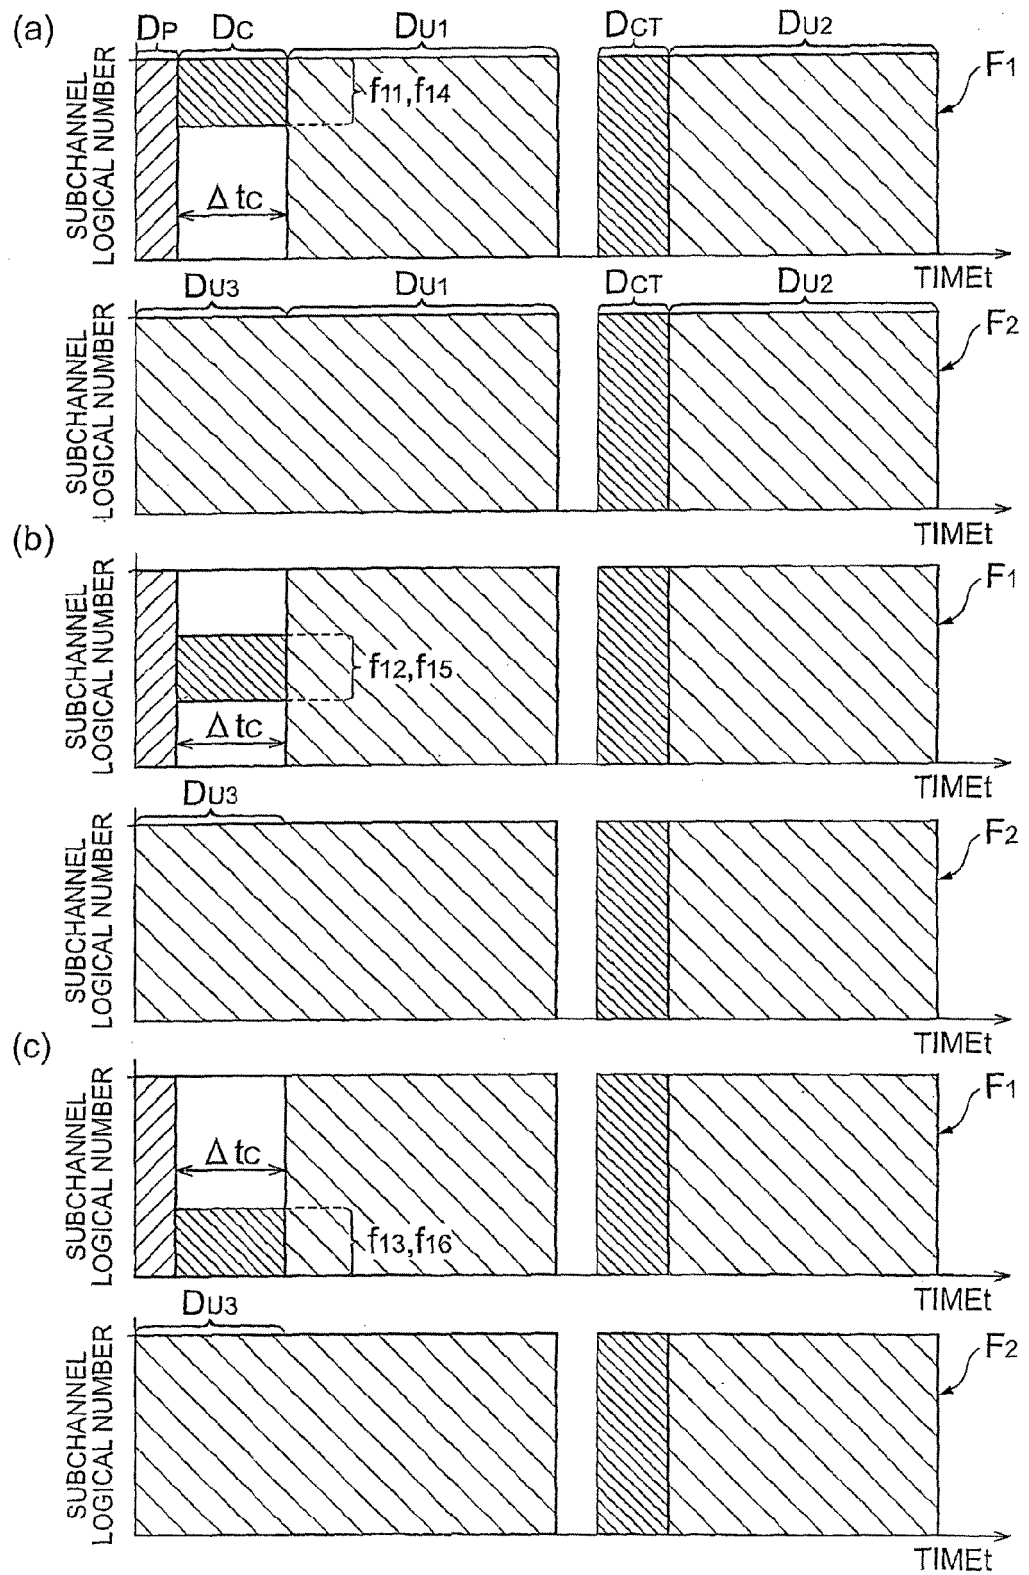 (a)
DP DC DU1 DCT DU2
SUBCHANNEL
LOGICAL NUMBER
f11,f14
Δtc
F1
TIMEt
DU3 DU1 DCT DU2
SUBCHANNEL
LOGICAL NUMBER
F2
TIMEt
(b)
SUBCHANNEL
LOGICAL NUMBER
f12,f15
Δtc
F1
TIMEt
DU3
SUBCHANNEL
LOGICAL NUMBER
F2
TIMEt
(c)
SUBCHANNEL
LOGICAL NUMBER
Δtc
f13,f16
F1
TIMEt
DU3
SUBCHANNEL
LOGICAL NUMBER
F2
TIMEt